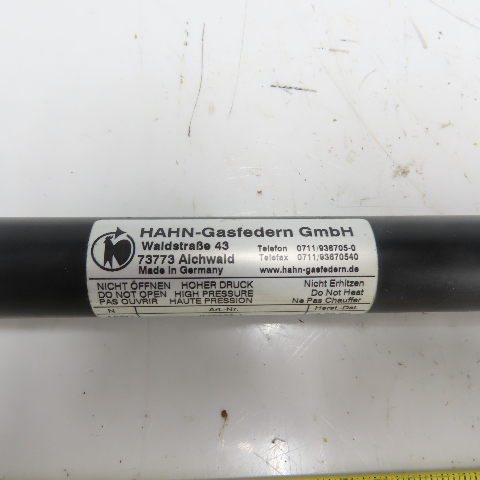 HAHN-Gasfedern GmbH
Waldstraße 43
73773 Aichwald
Made in Germany
Telefon 0711/936705-0
Telefax 0711/93670540
www.hahn-gasfedern.de
NICHT ÖFFNEN HOHER DRUCK Nicht Erhitzen
DO NOT OPEN HIGH PRESSURE Do Not Heat
PAS OUVRIR HAUTE PRESSION Ne Pas Chauffer
N Art.-Nr. Herst.-Dat.